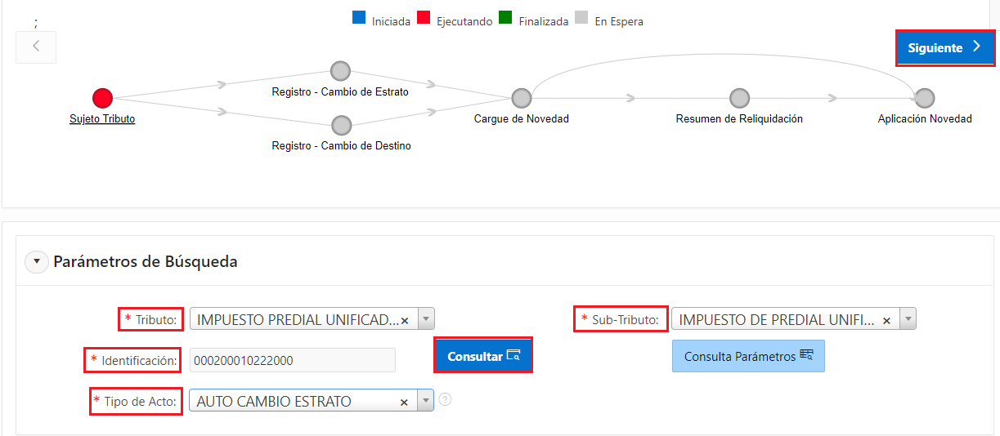 ;
Iniciada Ejecutando Finalizada En Espera
Siguiente
Registro - Cambio de Estrato
Sujeto Tributo
Cargue de Novedad
Resumen de Reliquidación
Aplicación Novedad
Registro - Cambio de Destino
Parámetros de Búsqueda
* Tributo: IMPUESTO PREDIAL UNIFICAD... × * Sub-Tributo: IMPUESTO DE PREDIAL UNIFI... ×
* Identificación: 000200010222000 Consultar Consulta Parámetros
* Tipo de Acto: AUTO CAMBIO ESTRATO × ?